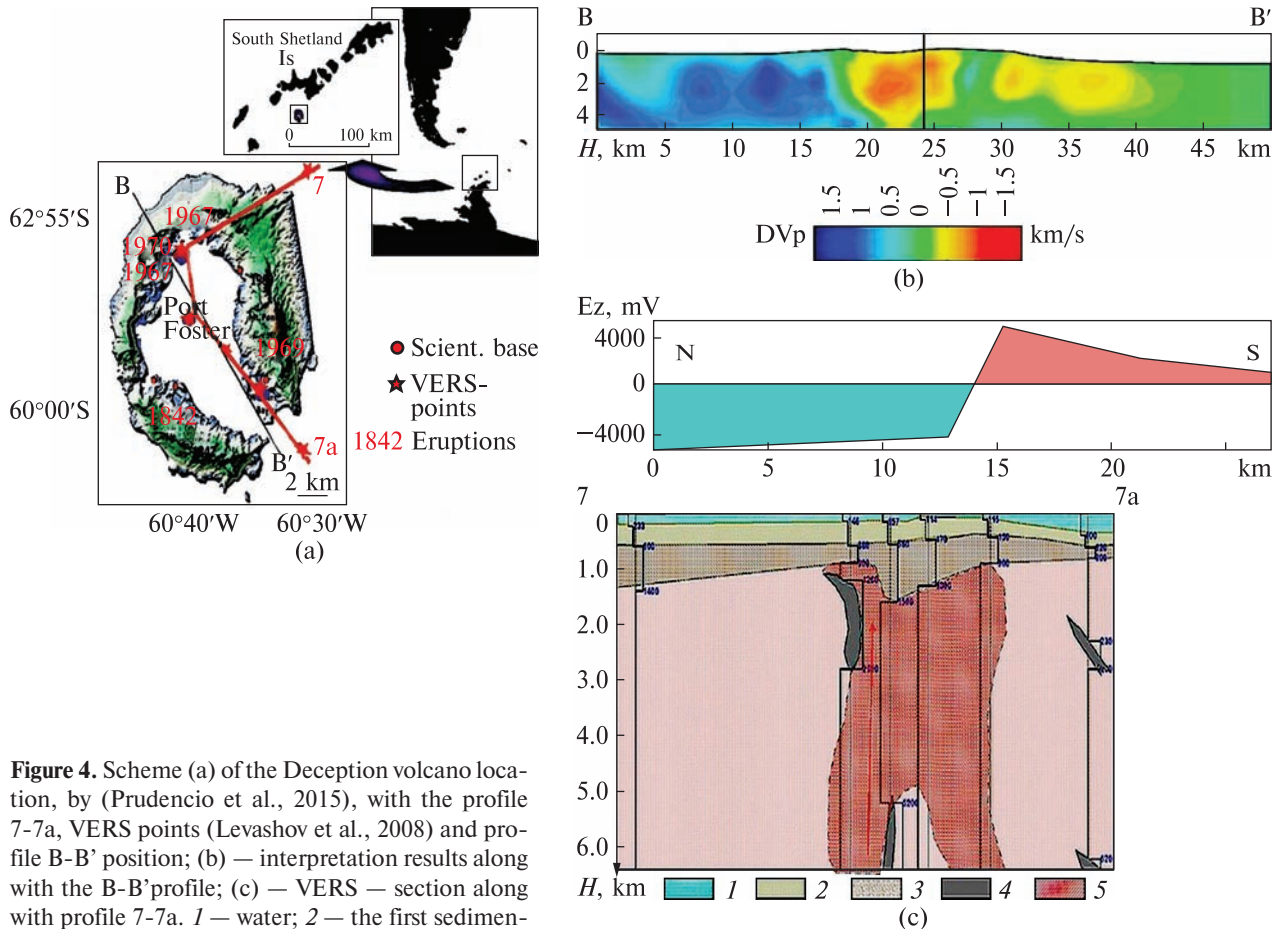 South Shetland
Is
0 100 km
B
7
62°55′S
1967
1970
1967
Port
Foster
1969
60°00′S
1842
7a
B′
2 km
60°40′W 60°30′W
(a)
Scient. base
VERS-
points
1842 Eruptions
B B′
0
2
4
H, km 5 10 15 20 25 30 35 40 45 km
1.5 1 0.5 0 −0.5 −1 −1.5
DVp km/s
(b)
Ez, mV
4000
N S
0
−4000
0 5 10 15 20 km
7 7a
0
1.0
2.0
3.0
4.0
5.0
6.0
H, km 1 2 3 4 5
(c)
Figure 4. Scheme (a) of the Deception volcano loca-
tion, by (Prudencio et al., 2015), with the profile
7-7a, VERS points (Levashov et al., 2008) and pro-
file B-B’ position; (b) — interpretation results along
with the B-B’profile; (c) — VERS — section along
with profile 7-7a. 1 — water; 2 — the first sedimen-